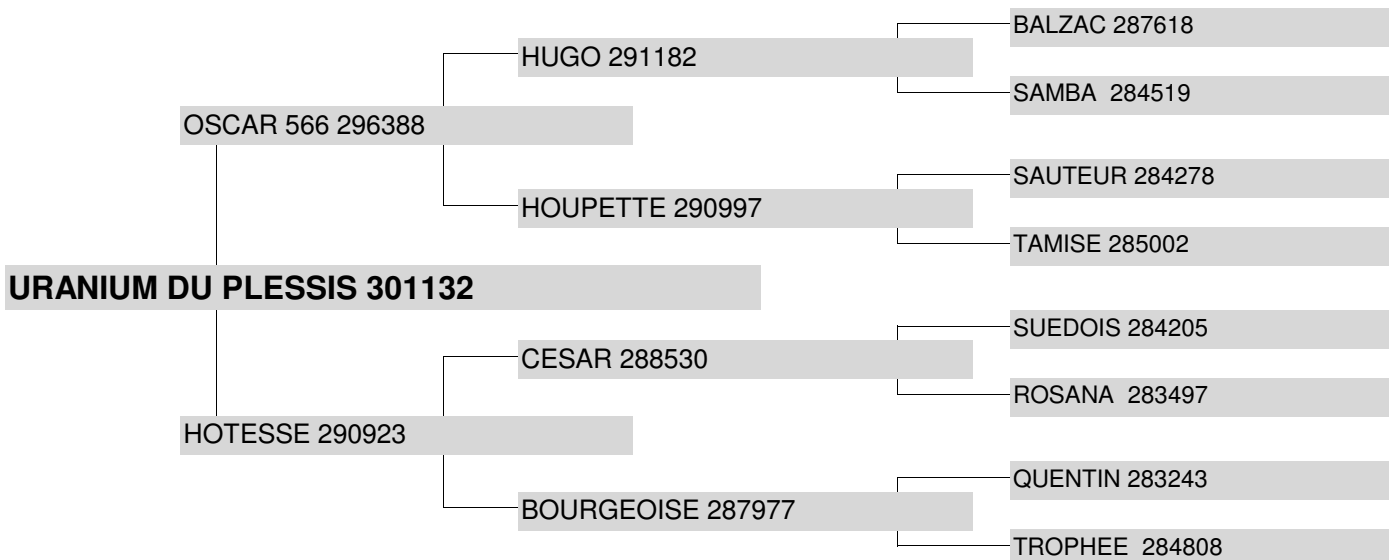 BALZAC 287618
HUGO 291182
SAMBA 284519
OSCAR 566 296388
SAUTEUR 284278
HOUPETTE 290997
TAMISE 285002
URANIUM DU PLESSIS 301132
SUEDOIS 284205
CESAR 288530
ROSANA 283497
HOTESSE 290923
QUENTIN 283243
BOURGEOISE 287977
TROPHEE 284808